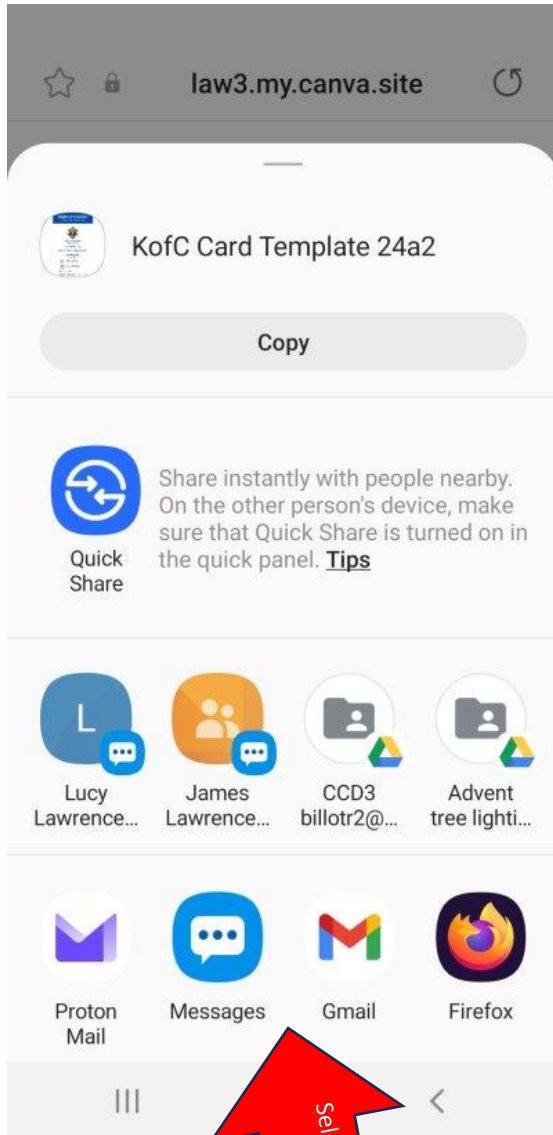 law3.my.canva.site
KofC Card Template 24a2
Copy
Share instantly with people nearby.
On the other person's device, make
sure that Quick Share is turned on in
the quick panel. Tips
Quick
Share
L
Lucy
Lawrence...
James
Lawrence...
CCD3
billotr2@...
Advent
tree lighti...
Proton
Mail
Messages
Gmail
Firefox
Sel